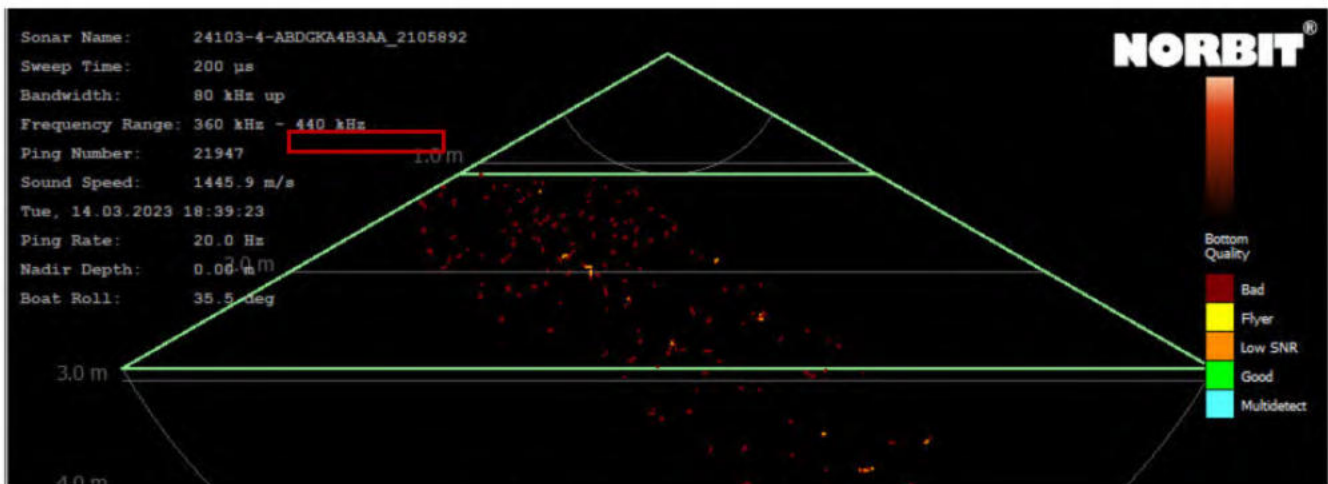 Sonar Name: 24103-4-ABDGKA4B3AA_2105892
Sweep Time: 200 µs
Bandwidth: 80 kHz up
Frequency Range: 360 kHz - 440 kHz
Ping Number: 21947
Sound Speed: 1445.9 m/s
Tue, 14.03.2023 18:39:23
Ping Rate: 20.0 Hz
Nadir Depth: 0.00 m
Boat Roll: 35.5 deg
1.0 m
2.0 m
3.0 m
4.0 m
NORBIT®
Bottom
Quality
Bad
Flyer
Low SNR
Good
Multidetect